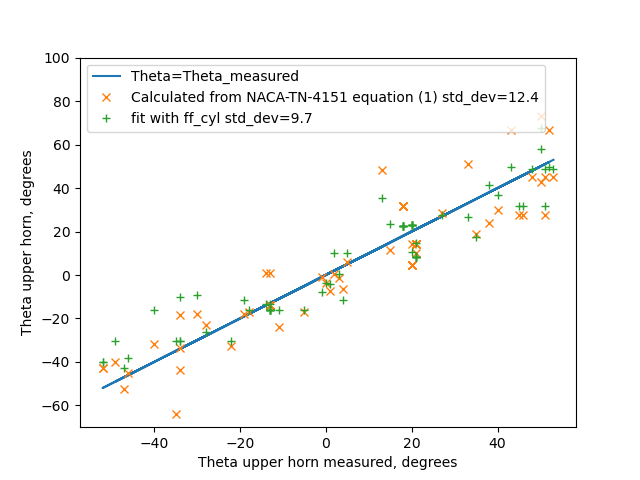 Theta=Theta_measured
Calculated from NACA-TN-4151 equation (1) std_dev=12.4
fit with ff_cyl std_dev=9.7
100
80
60
40
20
0
−20
−40
−60
Theta upper horn, degrees
−40 −20 0 20 40
Theta upper horn measured, degrees